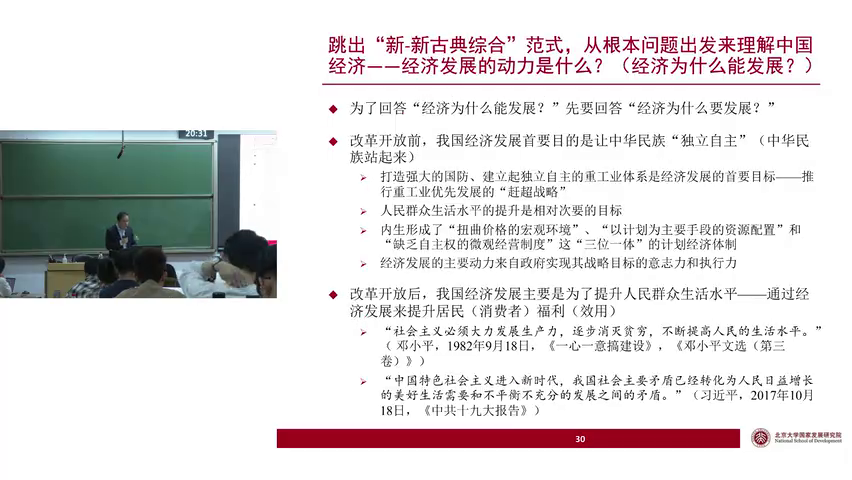 跳出“新-新古典综合”范式，从根本问题出发来理解中国
经济——经济发展的动力是什么？（经济为什么能发展？）
为了回答“经济为什么能发展？”先要回答“经济为什么要发展？”
改革开放前，我国经济发展首要目的是让中华民族“独立自主”（中华民
族站起来）
打造强大的国防、建立起独立自主的重工业体系是经济发展的首要目标——推
行重工业优先发展的“赶超战略”
人民群众生活水平的提升是相对次要的目标
内生形成了“扭曲价格的宏观环境”、“以计划为主要手段的资源配置”和
“缺乏自主权的微观经营制度”这“三位一体”的计划经济体制
经济发展的主要动力来自政府实现其战略目标的意志力和执行力
改革开放后，我国经济发展主要是为了提升人民群众生活水平——通过经
济发展来提升居民（消费者）福利（效用）
“社会主义必须大力发展生产力，逐步消灭贫穷，不断提高人民的生活水平。”
（ 邓小平，1982年9月18日，《一心一意搞建设》，《邓小平文选（第三
卷）》）
“中国特色社会主义进入新时代，我国社会主要矛盾已经转化为人民日益增长
的美好生活需要和不平衡不充分的发展之间的矛盾。”（习近平，2017年10月
18日，《中共十九大报告》）
20:31
30
北京大学国家发展研究院
National School of Development